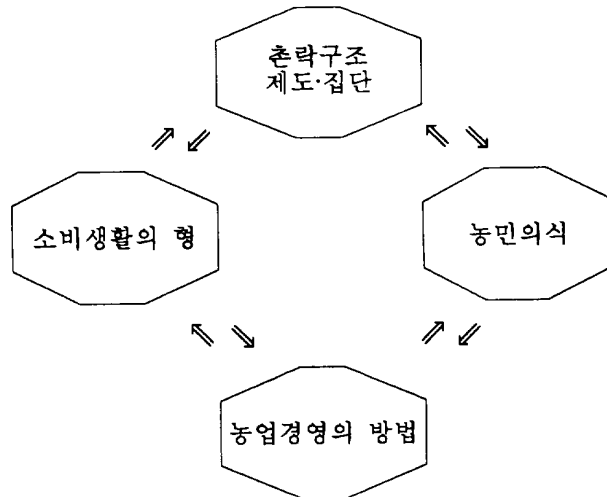 촌락구조
제도·집단
소비생활의 형
농민의식
농업경영의 방법